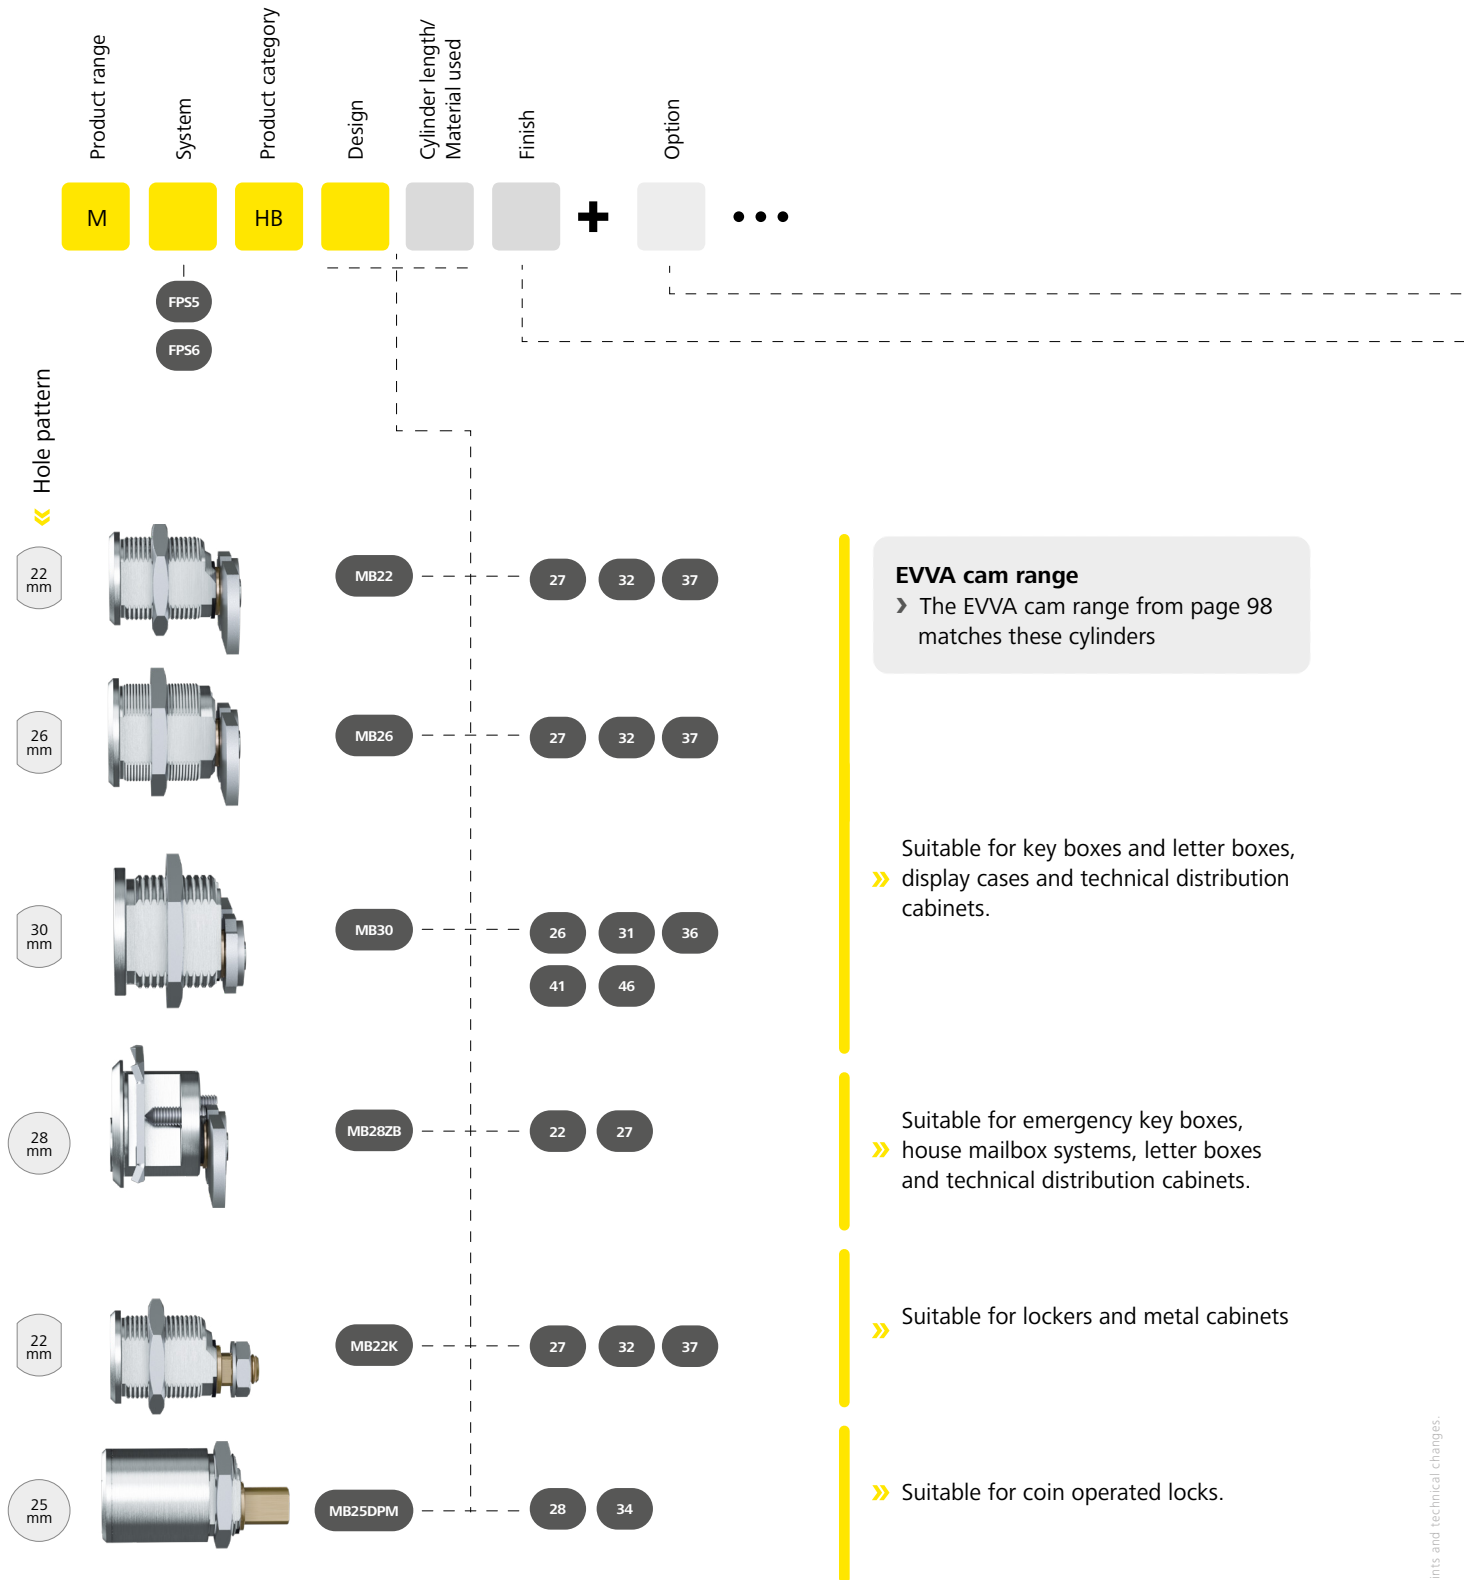 Product range
System
Product category
Design
Cylinder length/
Material used
Finish
Option
M
HB
FPS5
FPS6
Hole pattern
22
mm
MB22
27
32
37
EVVA cam range
› The EVVA cam range from page 98
matches these cylinders
26
mm
MB26
27
32
37
Suitable for key boxes and letter boxes,
» display cases and technical distribution
cabinets.
30
mm
MB30
26
31
36
41
46
28
mm
MB28ZB
22
27
Suitable for emergency key boxes,
» house mailbox systems, letter boxes
and technical distribution cabinets.
22
mm
MB22K
27
32
37
» Suitable for lockers and metal cabinets
25
mm
MB25DPM
28
34
» Suitable for coin operated locks.
ints and technical changes.